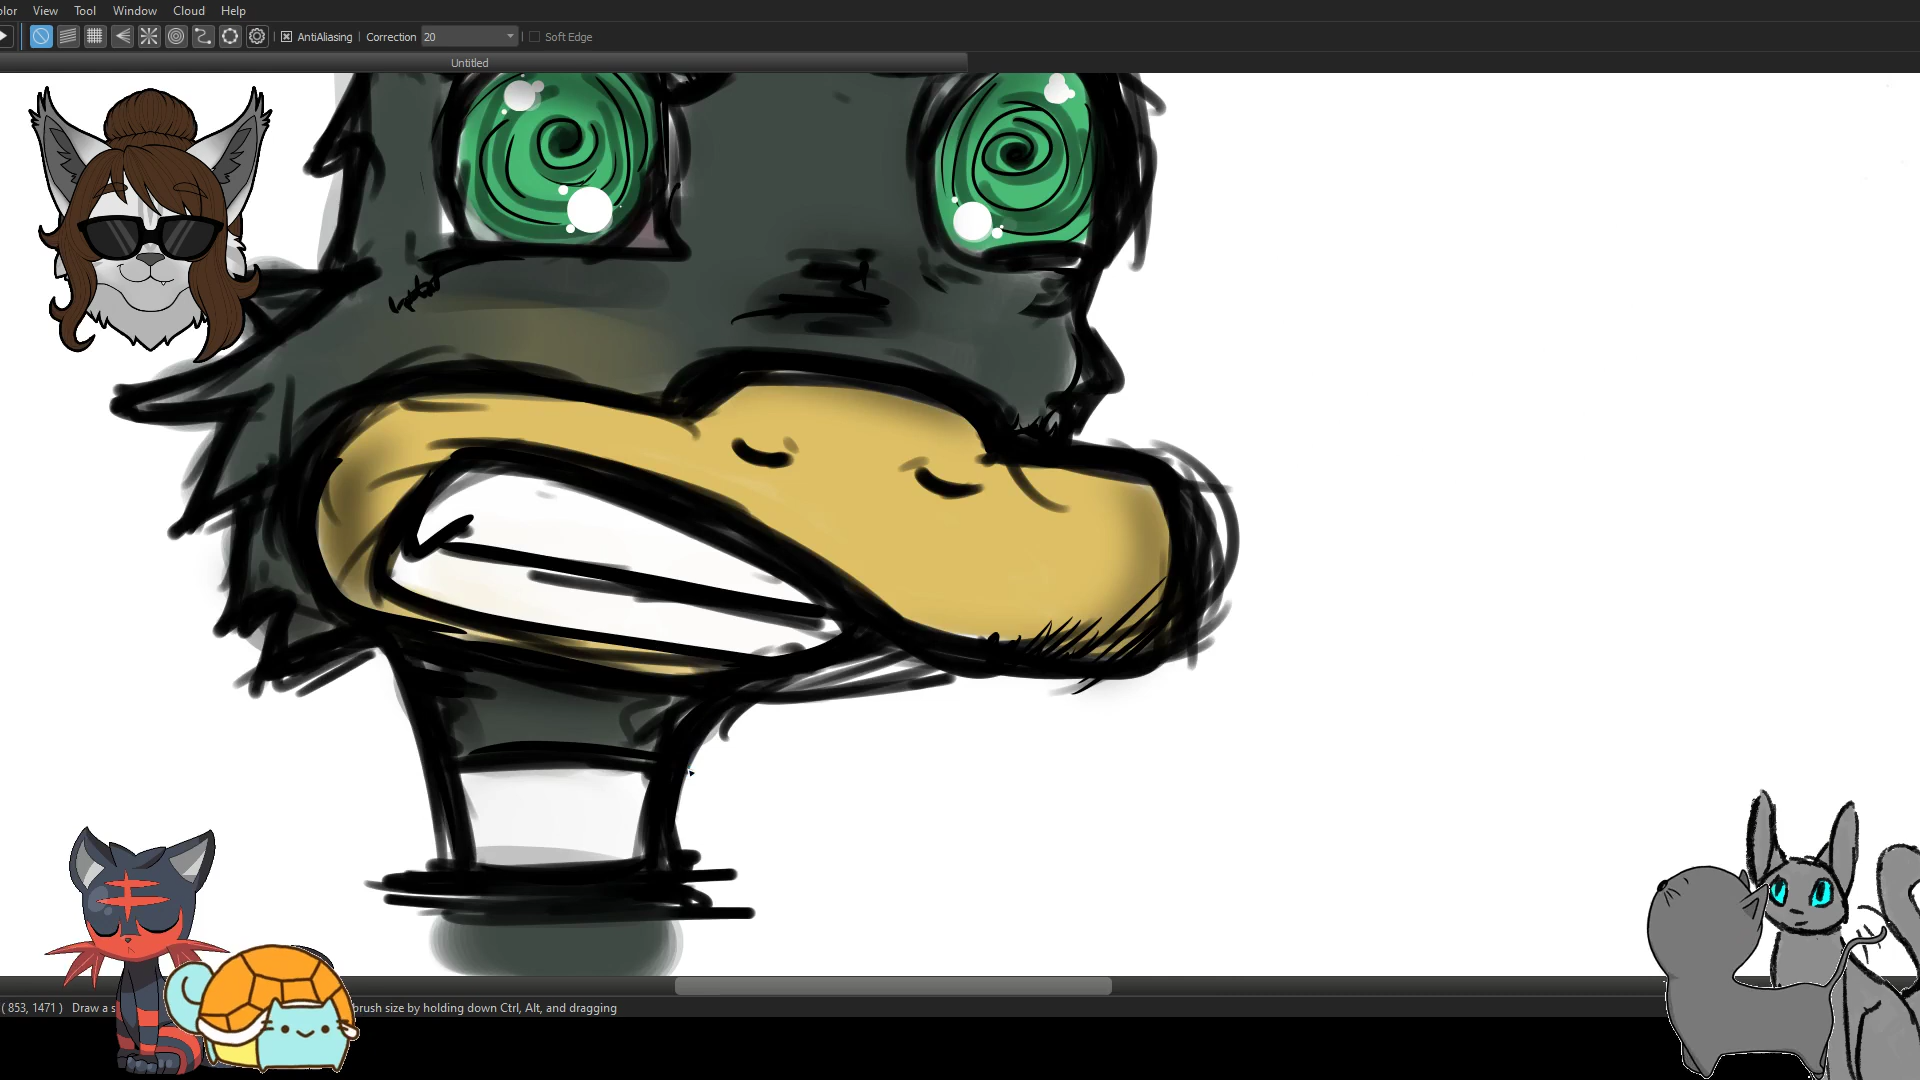 olor View Tool Window Cloud Help
AntiAliasing Correction 20 Soft Edge
Untitled
( 853, 1471 ) Draw a s brush size by holding down Ctrl, Alt, and dragging